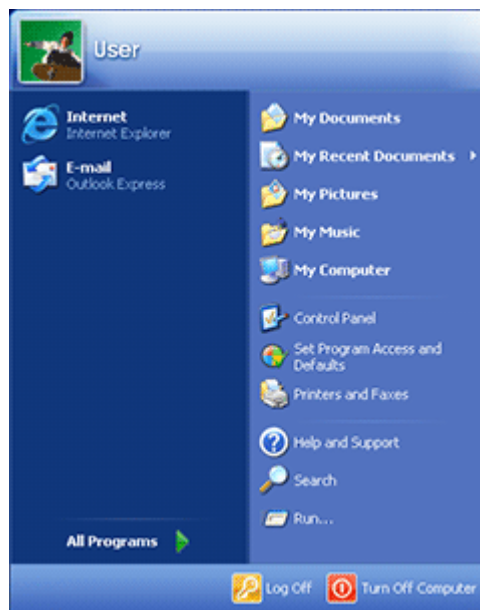 User
Internet
Internet Explorer
E-mail
Outlook Express
All Programs
My Documents
My Recent Documents
My Pictures
My Music
My Computer
Control Panel
Set Program Access and
Defaults
Printers and Faxes
Help and Support
Search
Run...
Log Off
Turn Off Computer